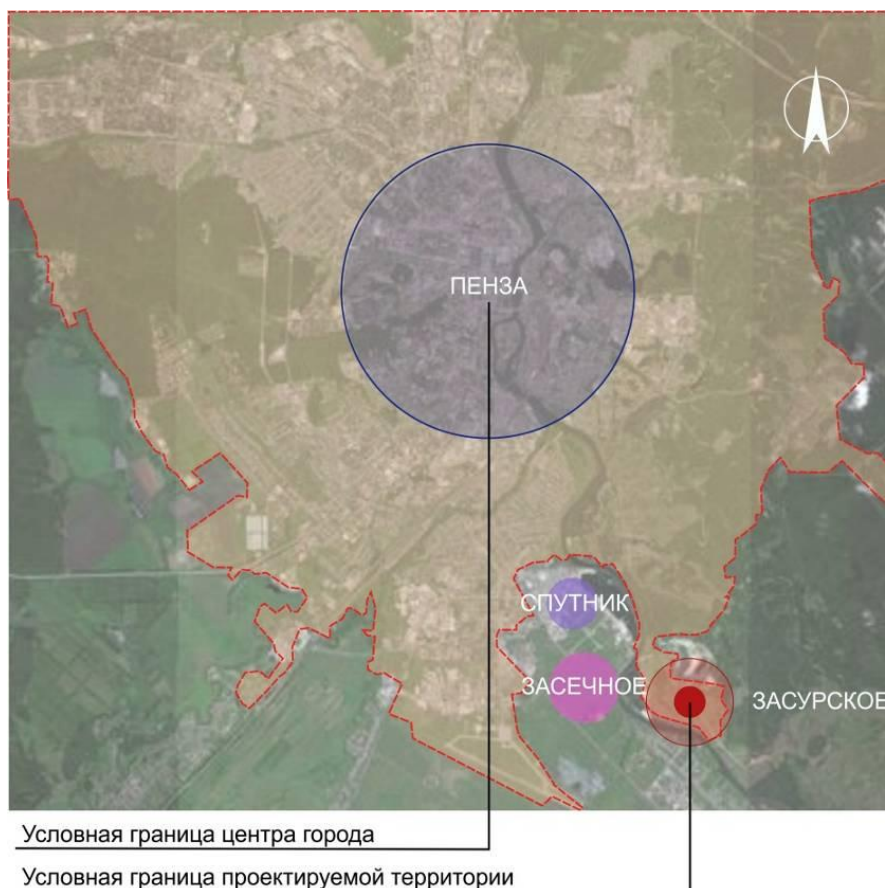 ПЕНЗА
СПУТНИК
ЗАСЕЧНОЕ
ЗАСУРСКОЕ
Условная граница центра города
Условная граница проектируемой территории